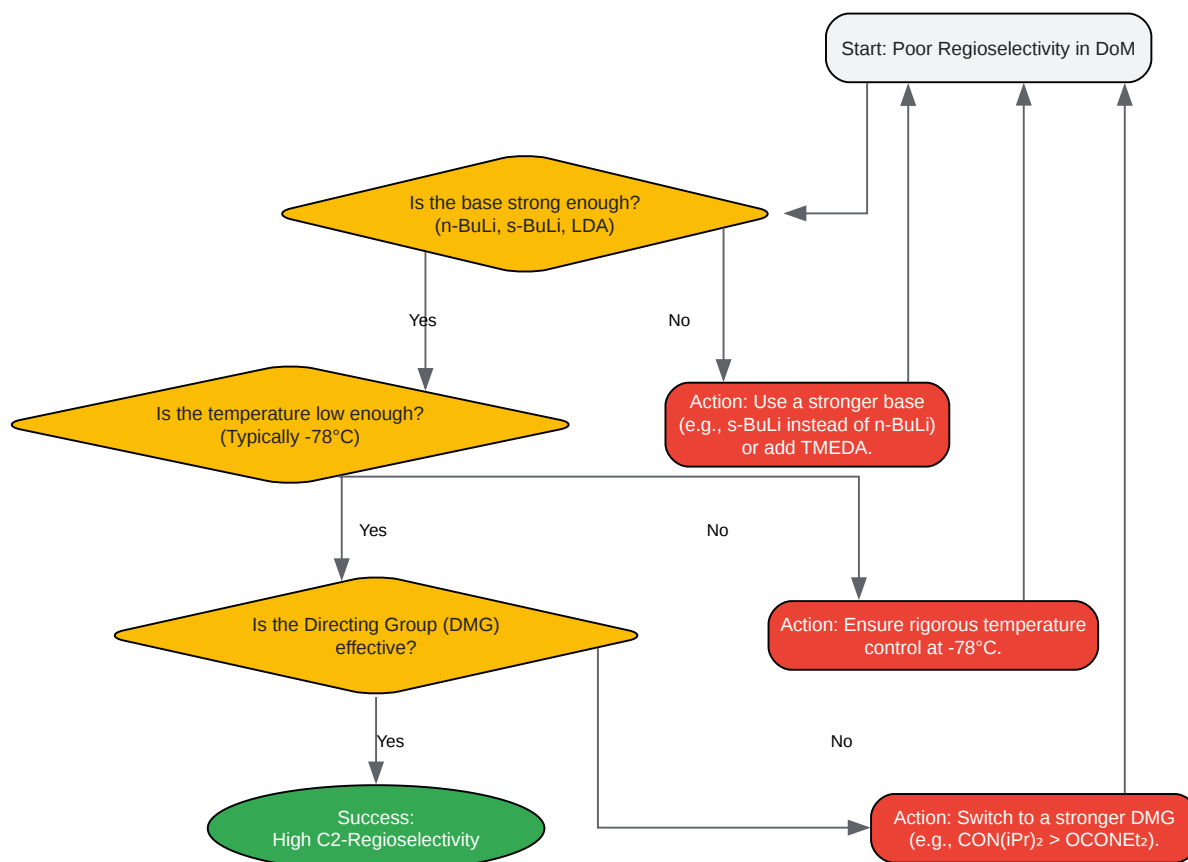 Start: Poor Regioselectivity in DoM
Is the base strong enough?
(n-BuLi, s-BuLi, LDA)
Yes
No
Is the temperature low enough?
(Typically -78°C)
Action: Use a stronger base
(e.g., s-BuLi instead of n-BuLi)
or add TMEDA.
Yes
No
Is the Directing Group (DMG)
effective?
Action: Ensure rigorous temperature
control at -78°C.
Yes
No
Success:
High C2-Regioselectivity
Action: Switch to a stronger DMG
(e.g., CON(iPr)₂ > OCONEt₂).